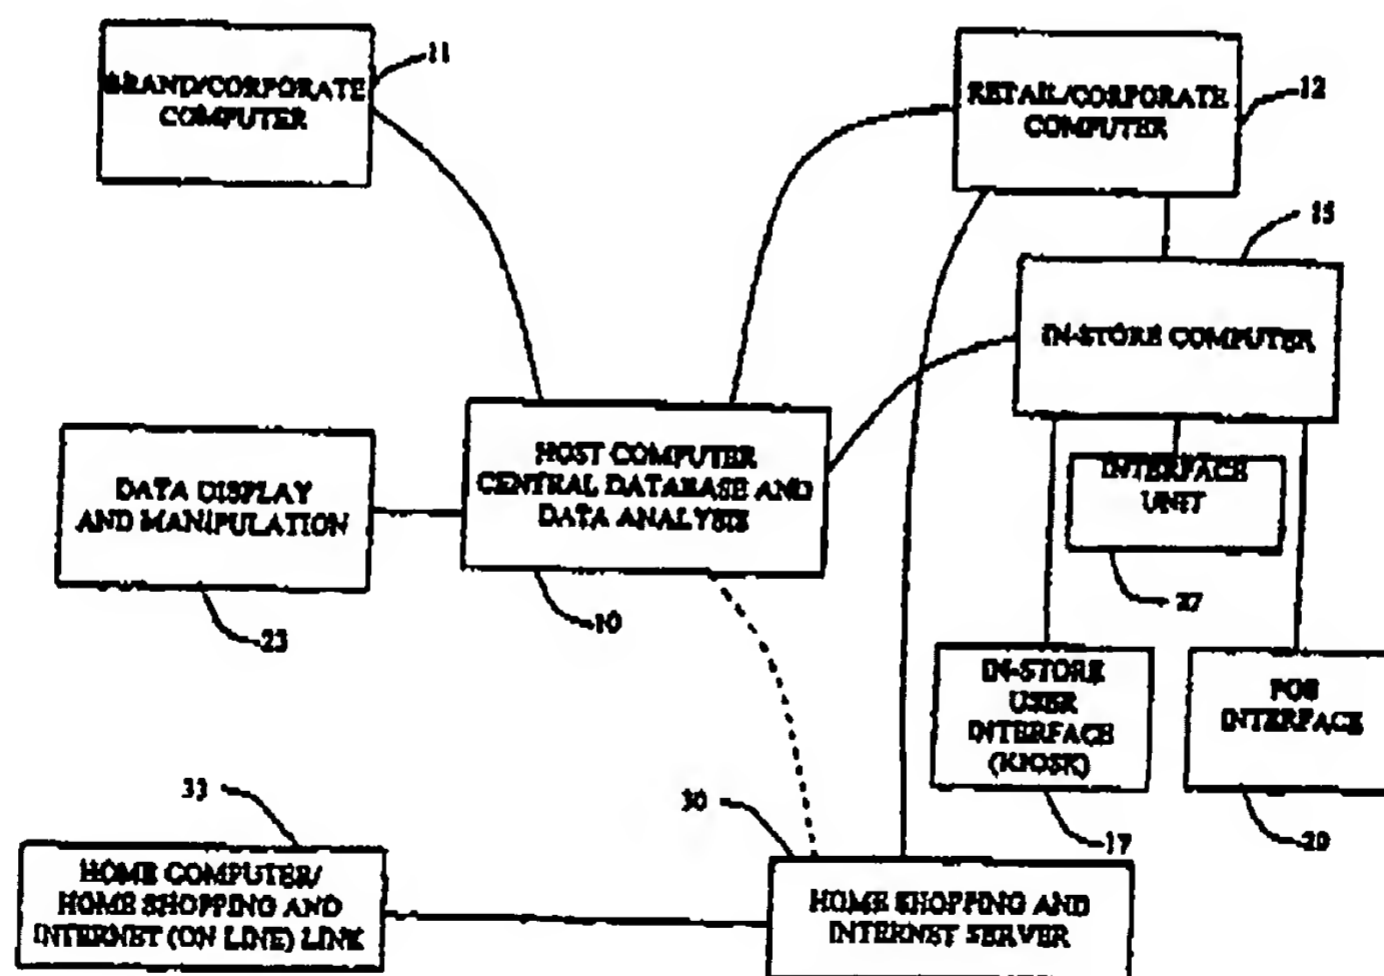 BRAND/CORPORATE
COMPUTER
11
RETAIL/CORPORATE
COMPUTER
12
15
IN-STORE COMPUTER
HOST COMPUTER
CENTRAL DATABASE AND
DATA ANALYSIS
10
DATA DISPLAY
AND MANIPULATION
23
INTERFACE
UNIT
27
IN-STORE
USER
INTERFACE
(KIOSK)
17
POS
INTERFACE
20
33
HOME COMPUTER/
HOME SHOPPING AND
INTERNET (ON LINE) LINK
30
HOME SHOPPING AND
INTERNET SERVER